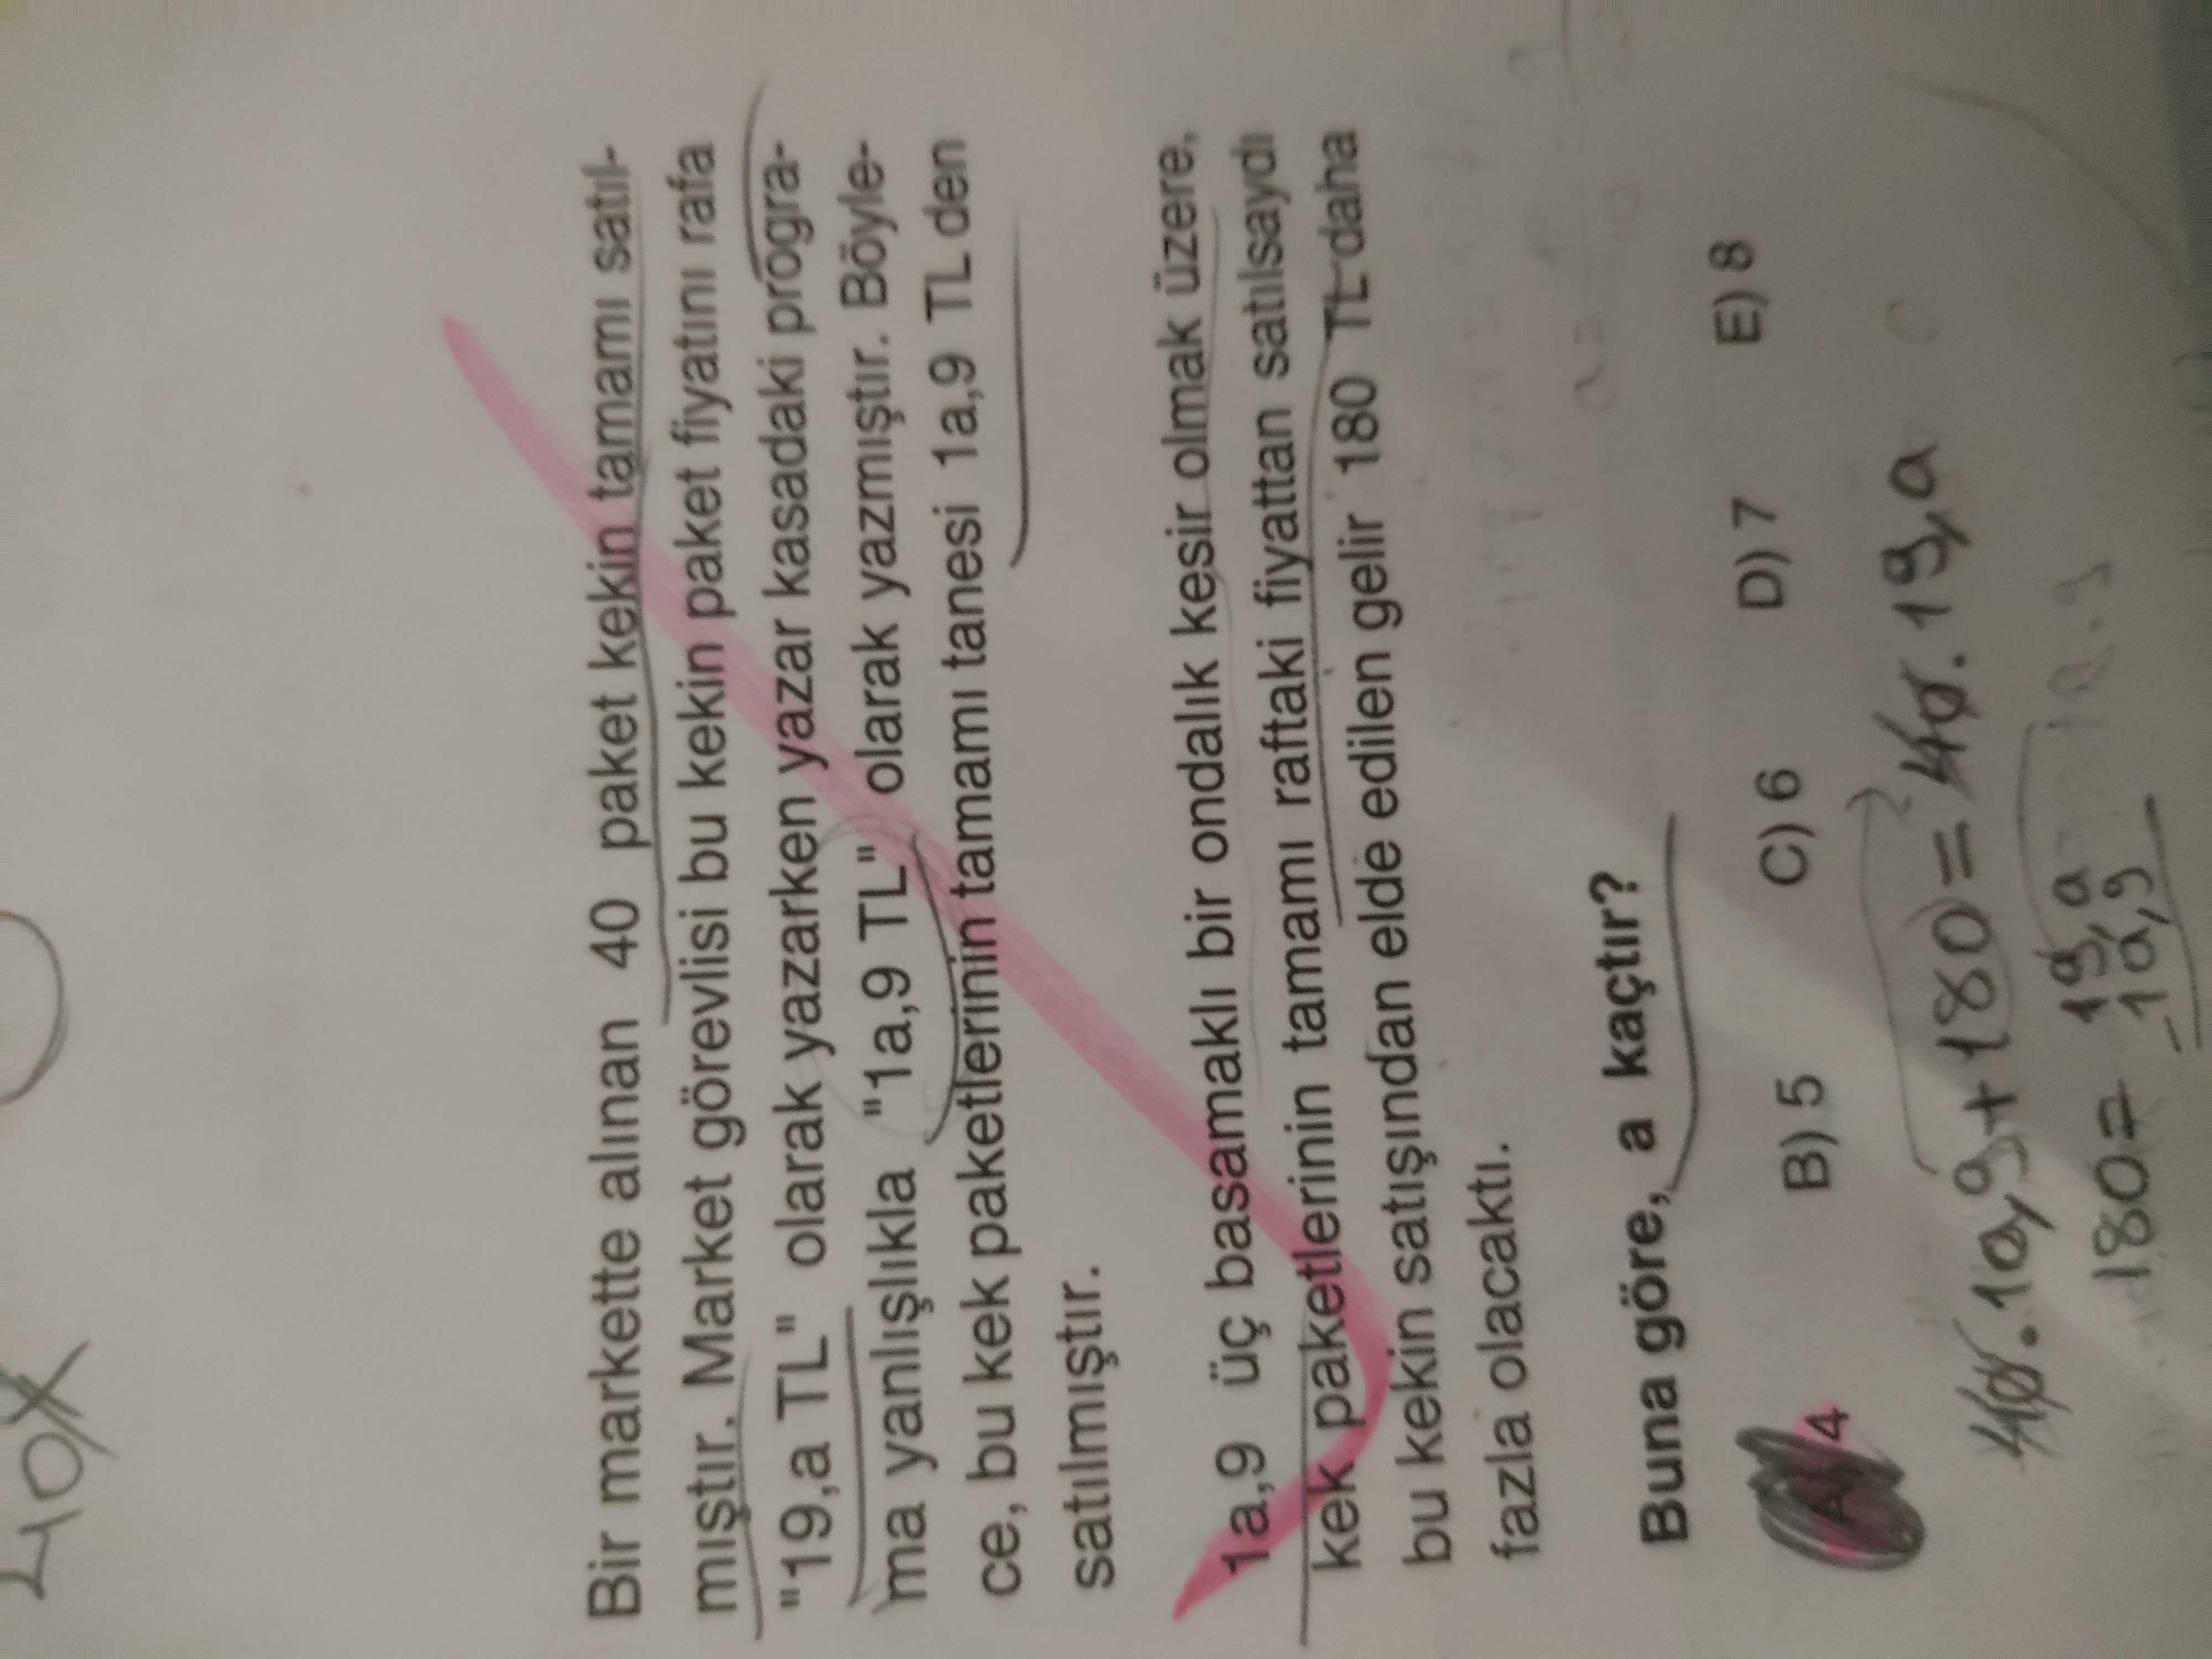 40X
Bir markette alınan 40 paket kekin tamamı satıl-
mıştır. Market görevlisi bu kekin paket fiyatını rafa
"19,a TL" olarak yazarken yazar kasadaki progra-
ma yanlışlıkla "1a,9 TL" olarak yazmıştır. Böyle-
ce, bu kek paketlerinin tamamı tanesi 1a,9 TL den
satılmıştır.
1a,9 üç basamaklı bir ondalık kesir olmak üzere,
kek paketlerinin tamamı raftaki fiyattan satılsaydı
bu kekin satışından elde edilen gelir 180 TL daha
fazla olacaktı.
Buna göre, a kaçtır?
A) 4 B) 5 C) 6 D) 7 E) 8
40.1a,9+180=40.19,a
180= 19,a
-1a,9